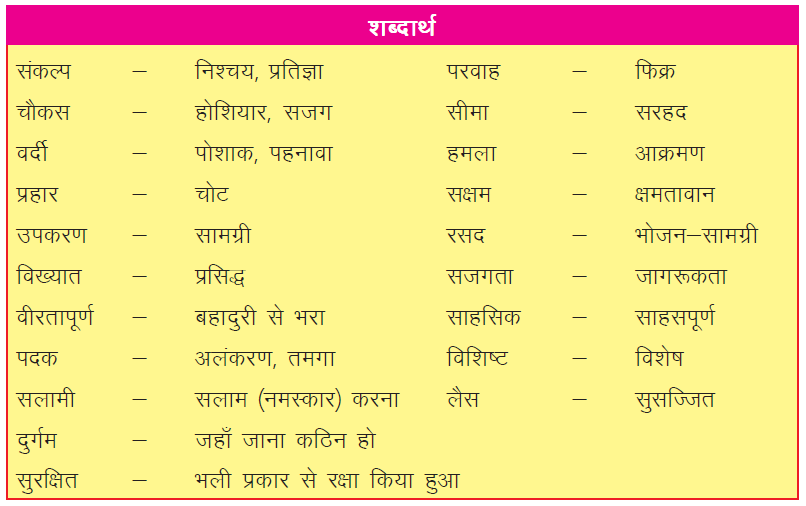 शब्दार्थ
संकल्प – निश्चय, प्रतिज्ञा परवाह – फिक्र
चौकस – होशियार, सजग सीमा – सरहद
वर्दी – पोशाक, पहनावा हमला – आक्रमण
प्रहार – चोट सक्षम – क्षमतावान
उपकरण – सामग्री रसद – भोजन–सामग्री
विख्यात – प्रसिद्ध सजगता – जागरूकता
वीरतापूर्ण – बहादुरी से भरा साहसिक – साहसपूर्ण
पदक – अलंकरण, तमगा विशिष्ट – विशेष
सलामी – सलाम (नमस्कार) करना लैस – सुसज्जित
दुर्गम – जहाँ जाना कठिन हो
सुरक्षित – भली प्रकार से रक्षा किया हुआ